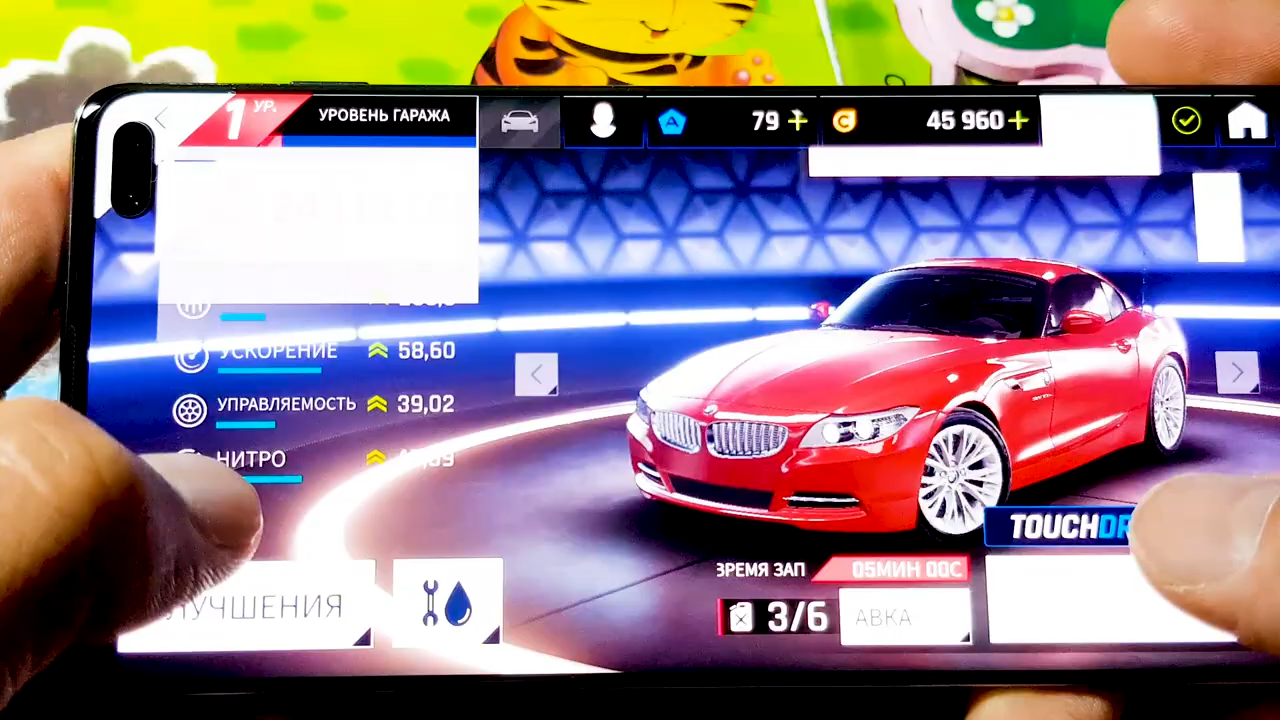 1 УР. УРОВЕНЬ ГАРАЖА 79 45 960
УСКОРЕНИЕ 58,60
УПРАВЛЯЕМОСТЬ 39,02
НИТРО
TOUCHDR
ВРЕМЯ ЗАП 05МИН 00С
ЛУЧШЕНИЯ 3/6 АВКА